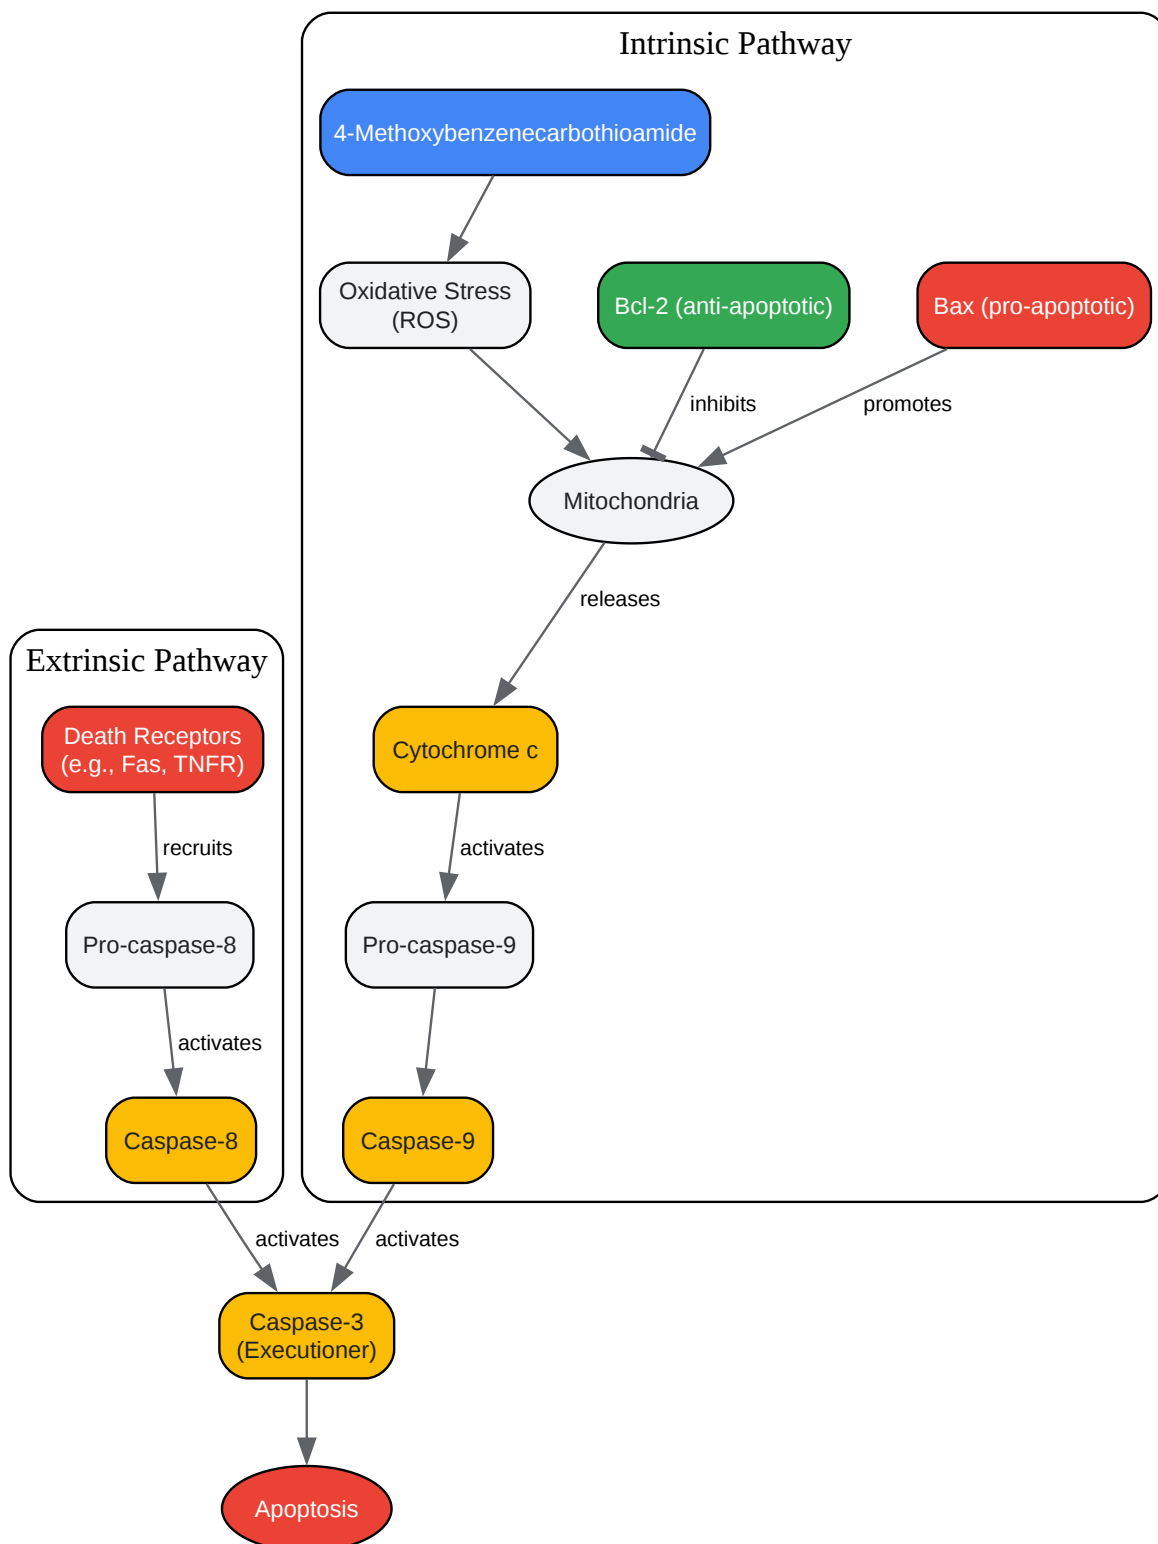 Intrinsic Pathway
4-Methoxybenzenecarbothioamide
Oxidative Stress
(ROS)
Bcl-2 (anti-apoptotic)
Bax (pro-apoptotic)
inhibits
promotes
Mitochondria
releases
Extrinsic Pathway
Death Receptors
(e.g., Fas, TNFR)
Cytochrome c
recruits
activates
Pro-caspase-8
Pro-caspase-9
activates
Caspase-8
Caspase-9
activates
activates
Caspase-3
(Executioner)
Apoptosis